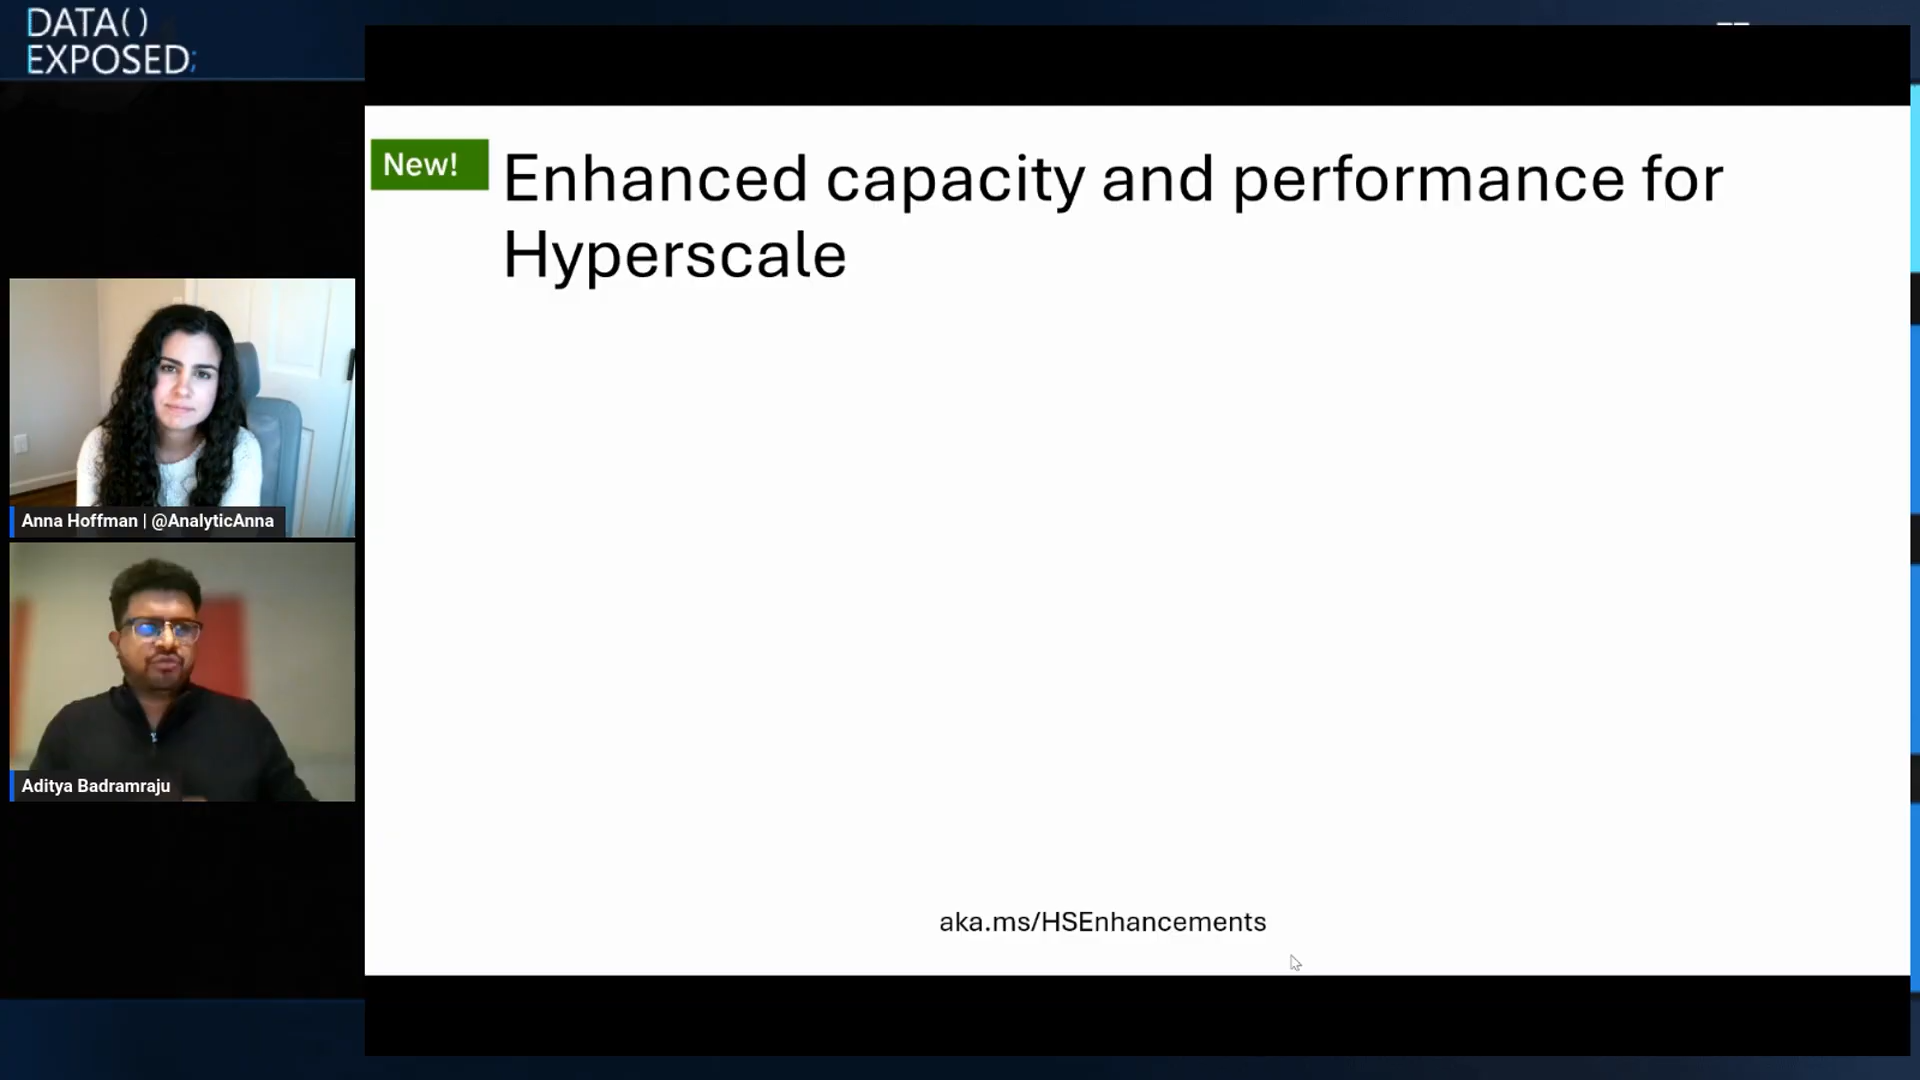 DATA()
EXPOSED;
New!
Enhanced capacity and performance for
Hyperscale
Anna Hoffman | @AnalyticAnna
Aditya Badramraju
aka.ms/HSEnhancements